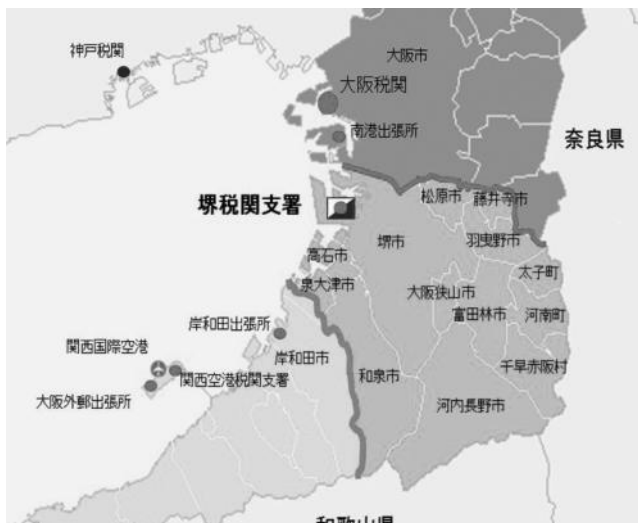 神戸税関
大阪市
大阪税関
南港出張所
奈良県
堺税関支署
松原市
藤井寺市
堺市
羽曳野市
高石市
太子町
泉大津市
大阪狭山市
富田林市
河南町
岸和田出張所
関西国際空港
岸和田市
千早赤阪村
関西空港税関支署
和泉市
大阪外郵出張所
河内長野市
和歌山県